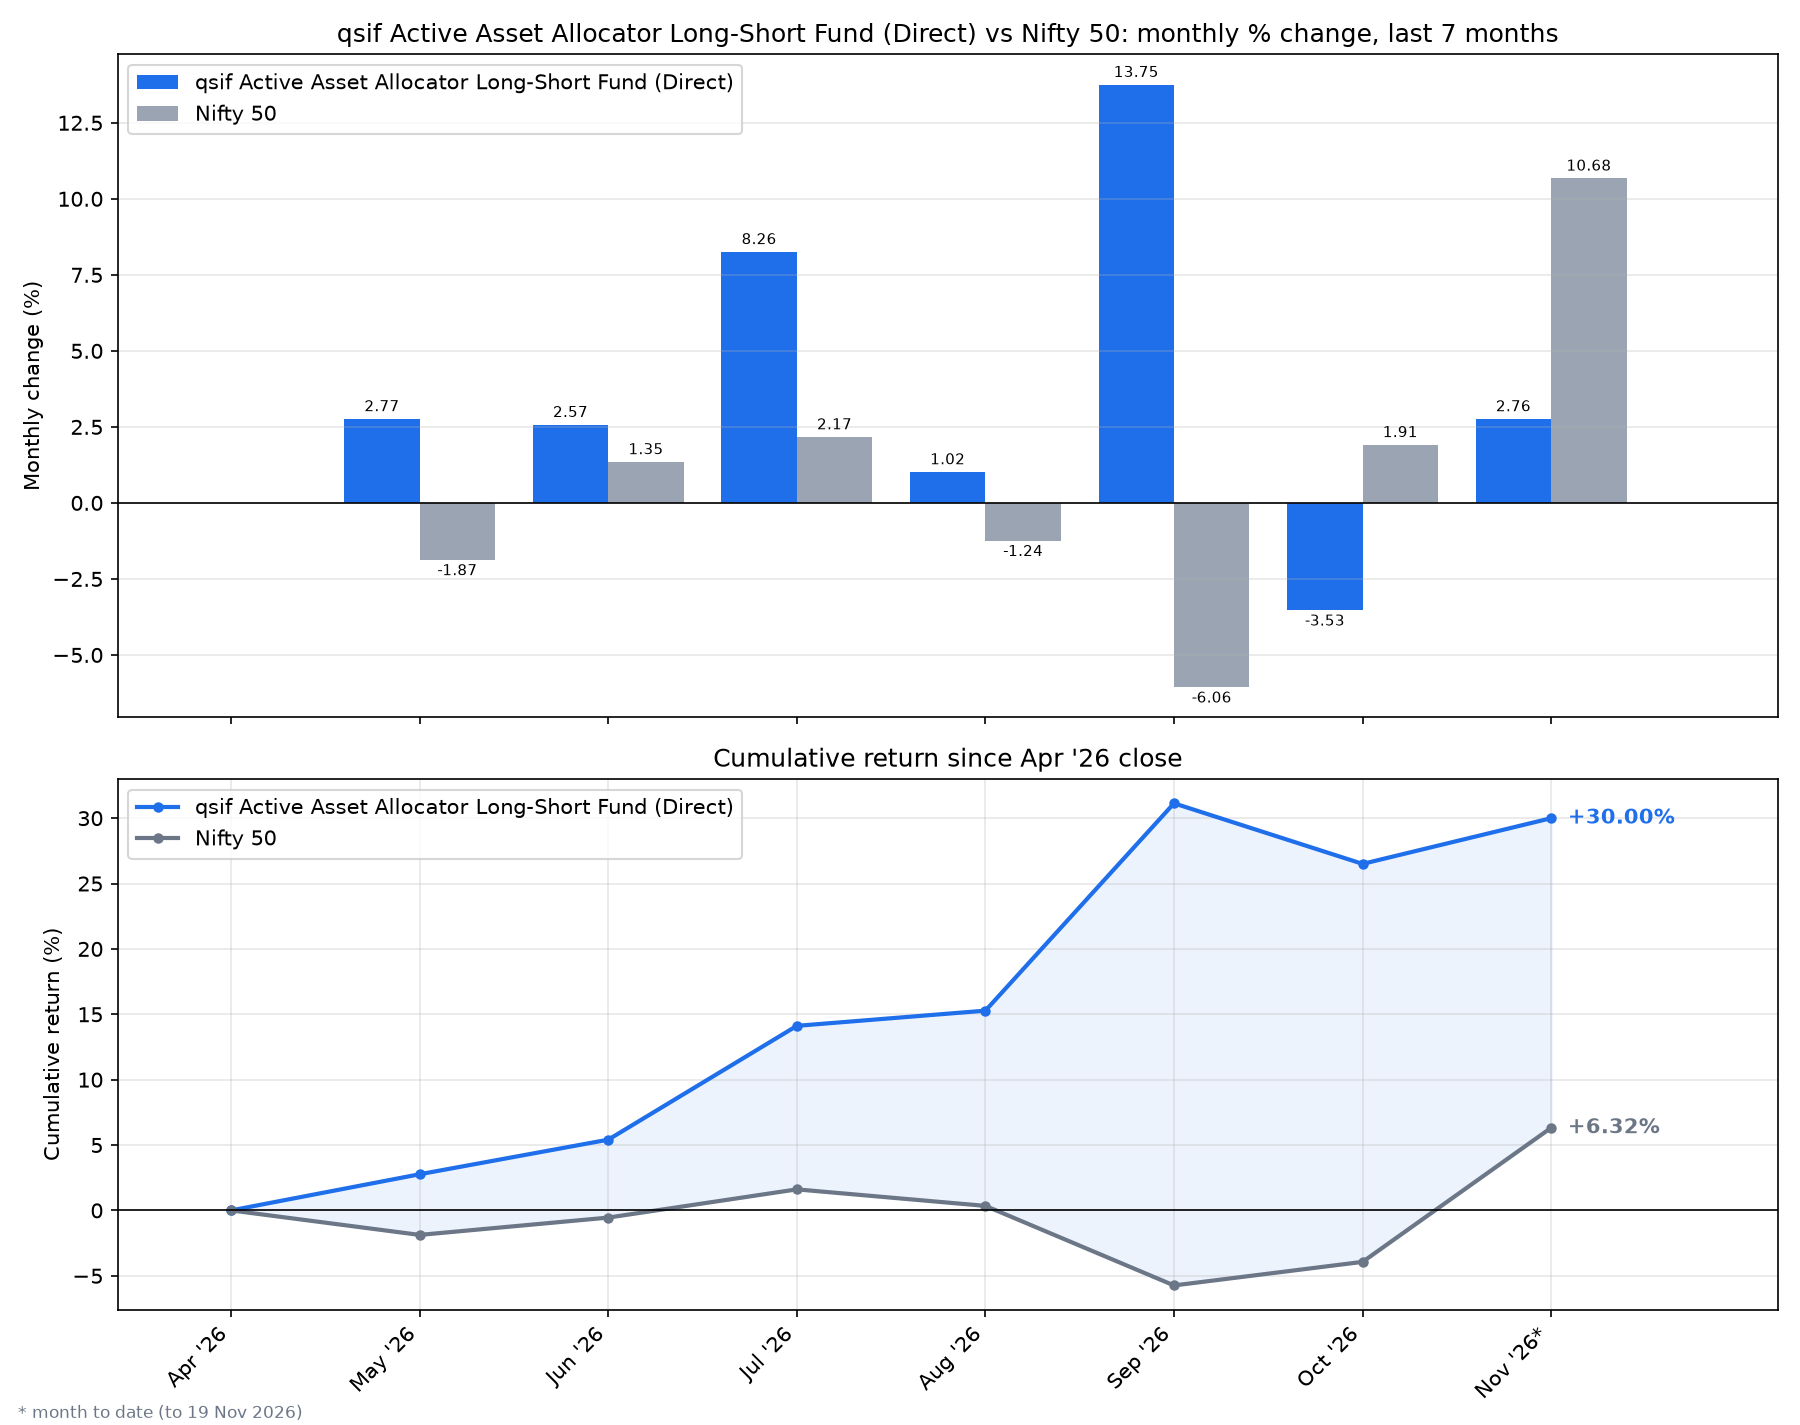 qsif Active Asset Allocator Long-Short Fund (Direct) vs Nifty 50: monthly % change, last 7 months
qsif Active Asset Allocator Long-Short Fund (Direct)
Nifty 50
Monthly change (%)
12.5
10.0
7.5
5.0
2.5
0.0
−2.5
−5.0
2.77
-1.87
2.57
1.35
8.26
2.17
1.02
-1.24
13.75
-6.06
-3.53
1.91
2.76
10.68
Cumulative return since Apr '26 close
qsif Active Asset Allocator Long-Short Fund (Direct)
Nifty 50
Cumulative return (%)
30
25
20
15
10
5
0
−5
+30.00%
+6.32%
Apr '26
May '26
Jun '26
Jul '26
Aug '26
Sep '26
Oct '26
Nov '26*
* month to date (to 19 Nov 2026)